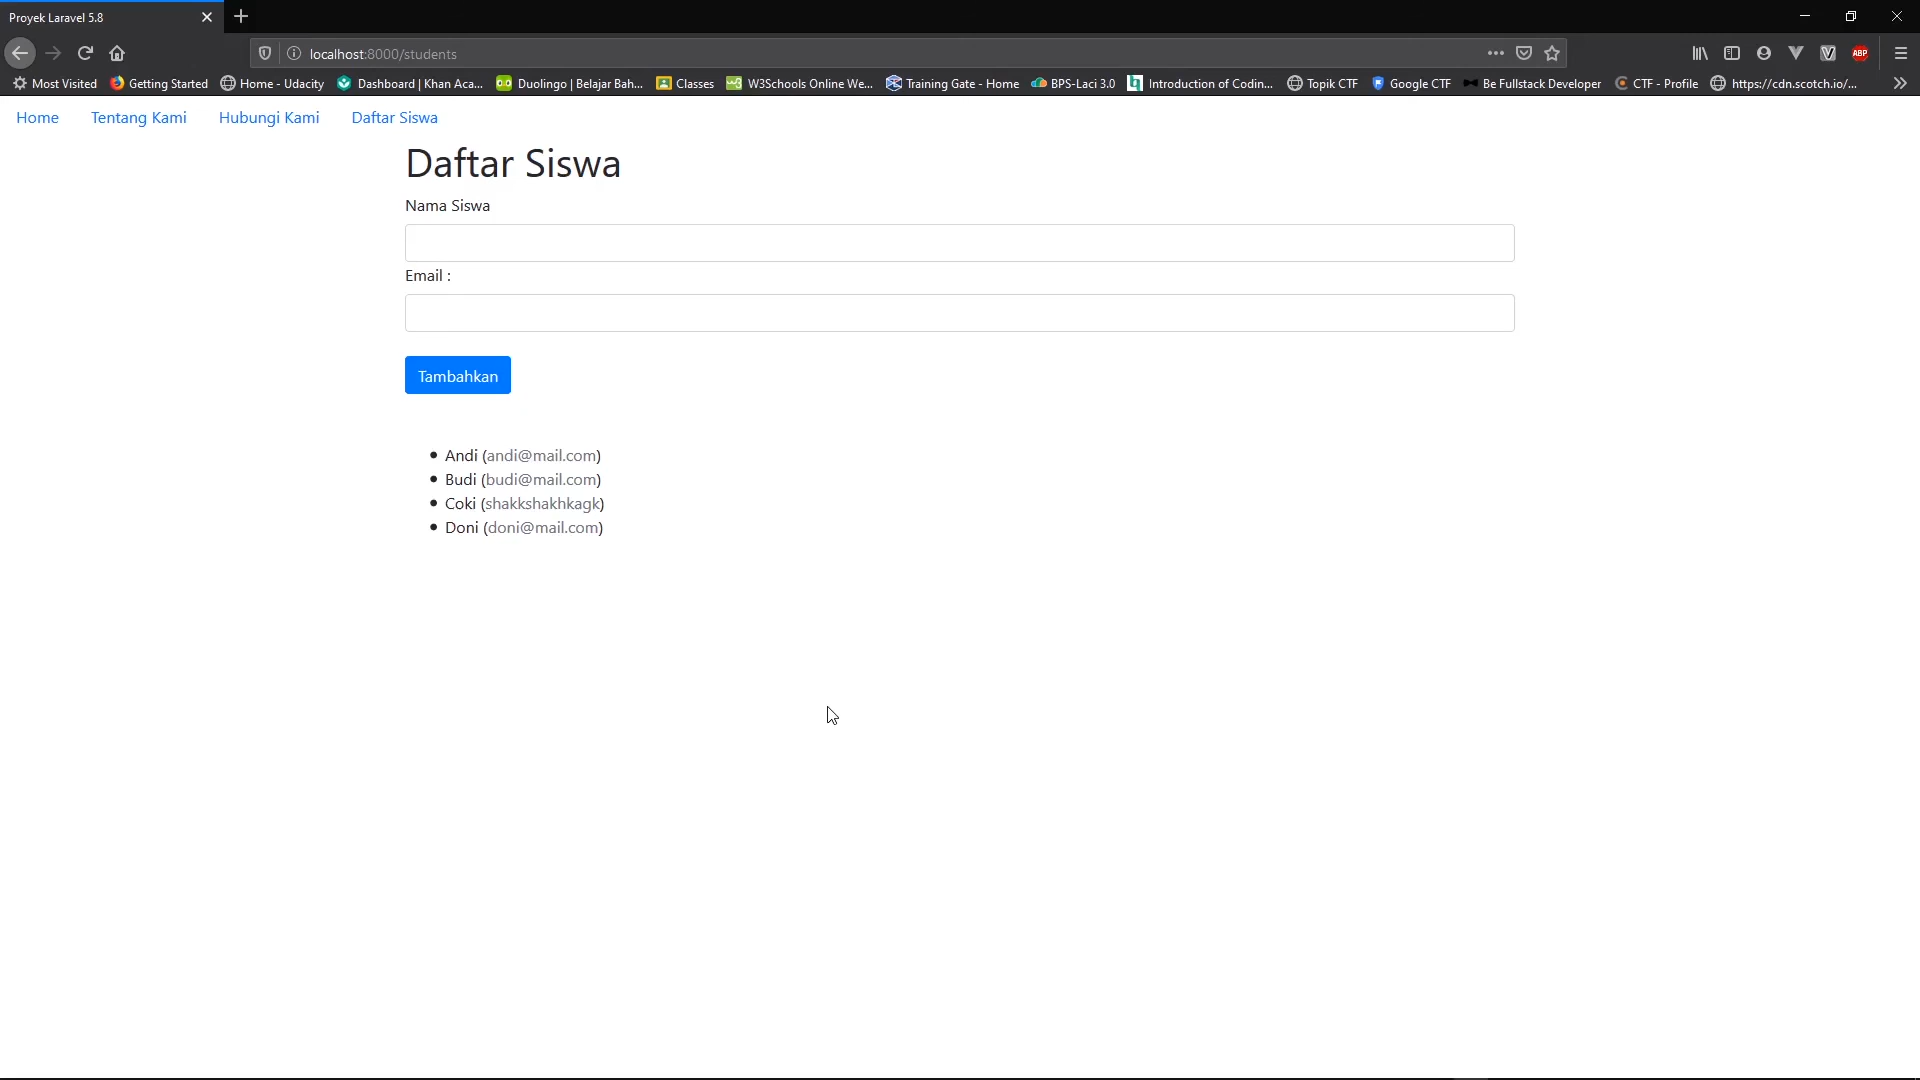 Proyek Laravel 5.8
localhost:8000/students
Most Visited Getting Started Home - Udacity Dashboard | Khan Aca... Duolingo | Belajar Bah... Classes W3Schools Online We... Training Gate - Home BPS-Laci 3.0 Introduction of Codin... Topik CTF Google CTF Be Fullstack Developer CTF - Profile https://cdn.scotch.io/...
Home Tentang Kami Hubungi Kami Daftar Siswa
Daftar Siswa
Nama Siswa
Email :
Tambahkan
Andi (andi@mail.com)
Budi (budi@mail.com)
Coki (shakkshakhkagk)
Doni (doni@mail.com)
ABP